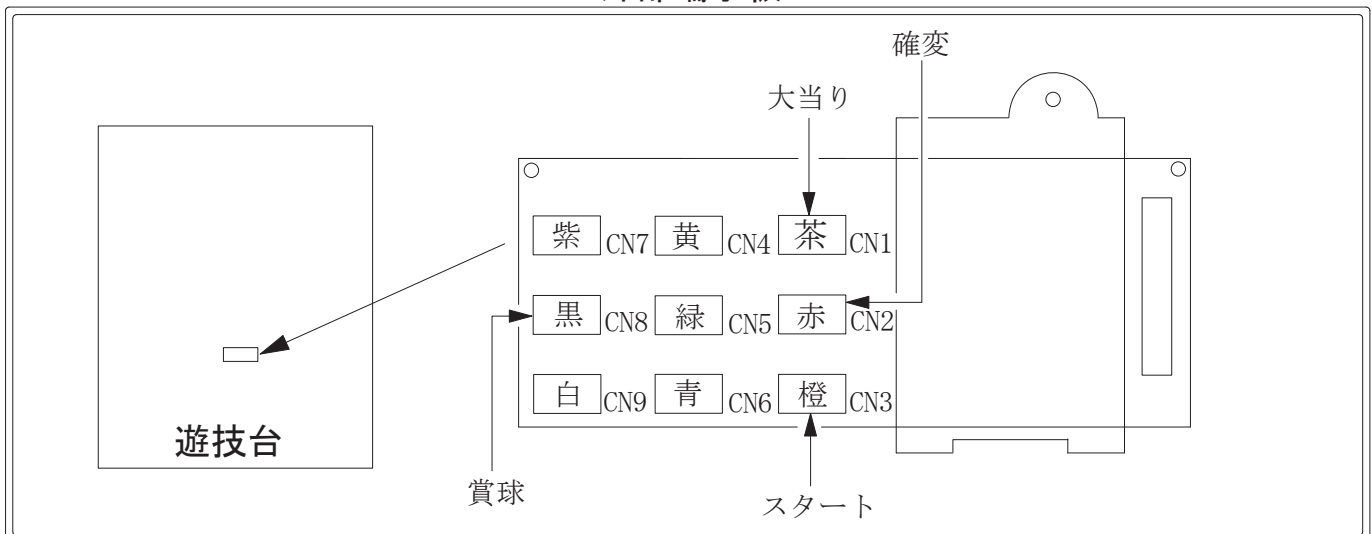 確変
大当り
紫 CN7 黄 CN4 茶 CN1
黒 CN8 緑 CN5 赤 CN2
白 CN9 青 CN6 橙 CN3
遊技台
賞球
スタート